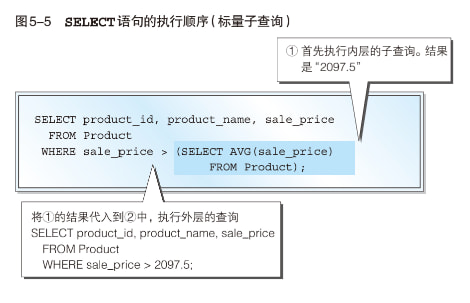 图5-5 SELECT语句的执行顺序（标量子查询）
① 首先执行内层的子查询。结果
是“2097.5”
SELECT product_id, product_name, sale_price
FROM Product
WHERE sale_price > (SELECT AVG(sale_price)
FROM Product);
将①的结果代入到②中，执行外层的查询
SELECT product_id, product_name, sale_price
FROM Product
WHERE sale_price > 2097.5;